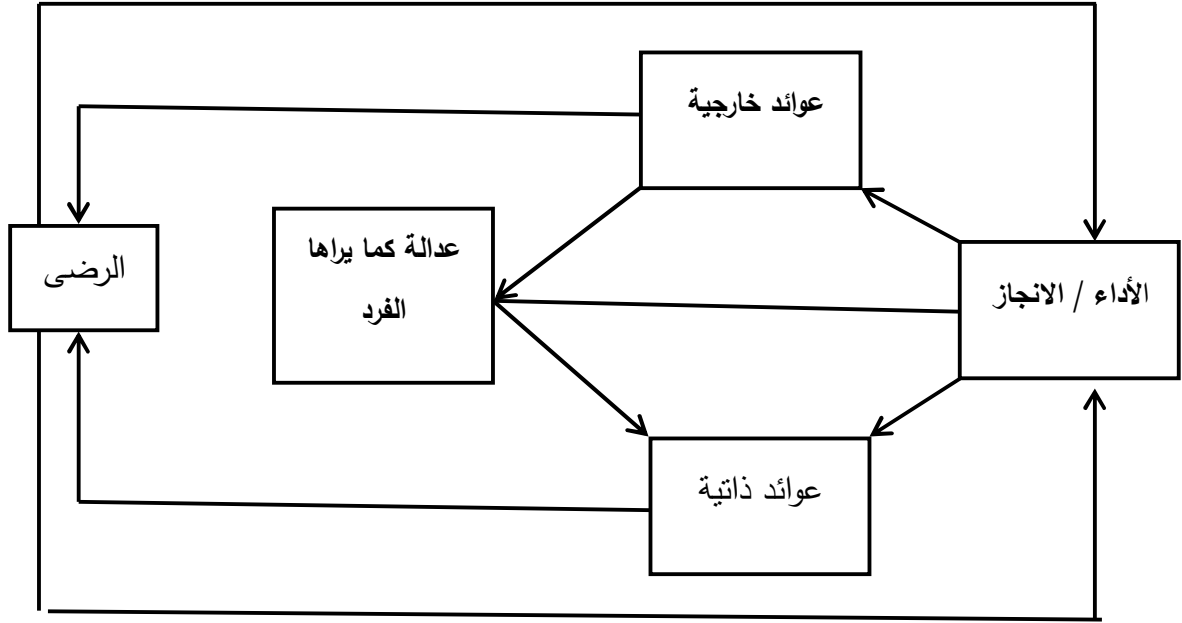 عوائد خارجية
عدالة كما يراها
الفرد
الرضى
الأداء / الانجاز
عوائد ذاتية